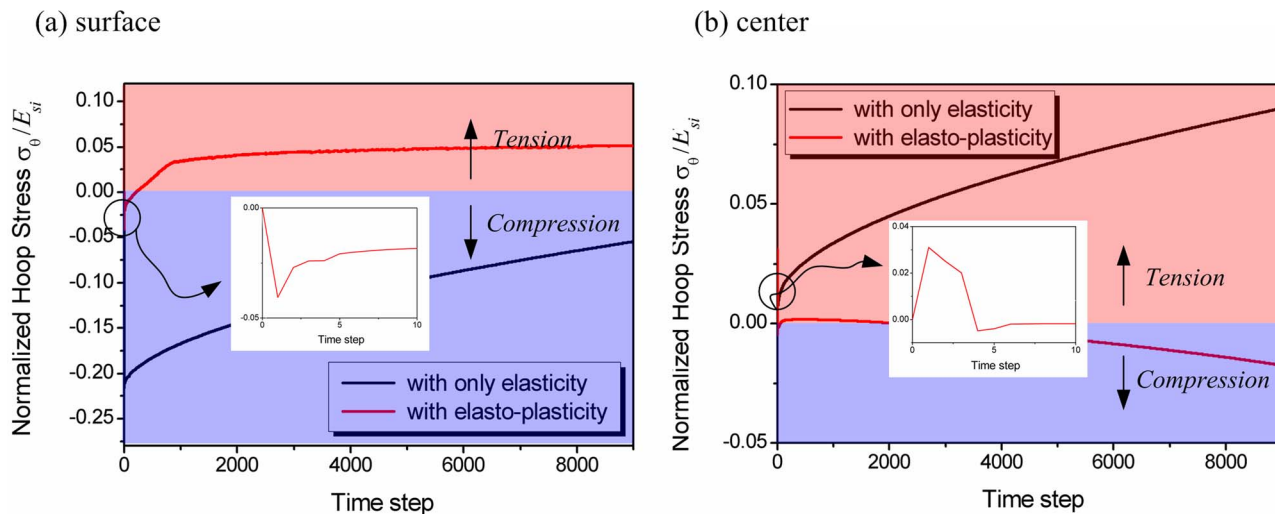 (a) surface
Normalized Hoop Stress σθ/Esi
0.10
0.05
0.00
-0.05
-0.10
-0.15
-0.20
-0.25
Tension
Compression
0.00
-0.05
0
5
10
Time step
with only elasticity
with elasto-plasticity
0
2000
4000
6000
8000
Time step
(b) center
Normalized Hoop Stress σθ/Esi
0.10
0.05
0.00
-0.05
with only elasticity
with elasto-plasticity
0.04
0.02
0.00
0
5
10
Time step
Tension
Compression
0
2000
4000
6000
8000
Time step